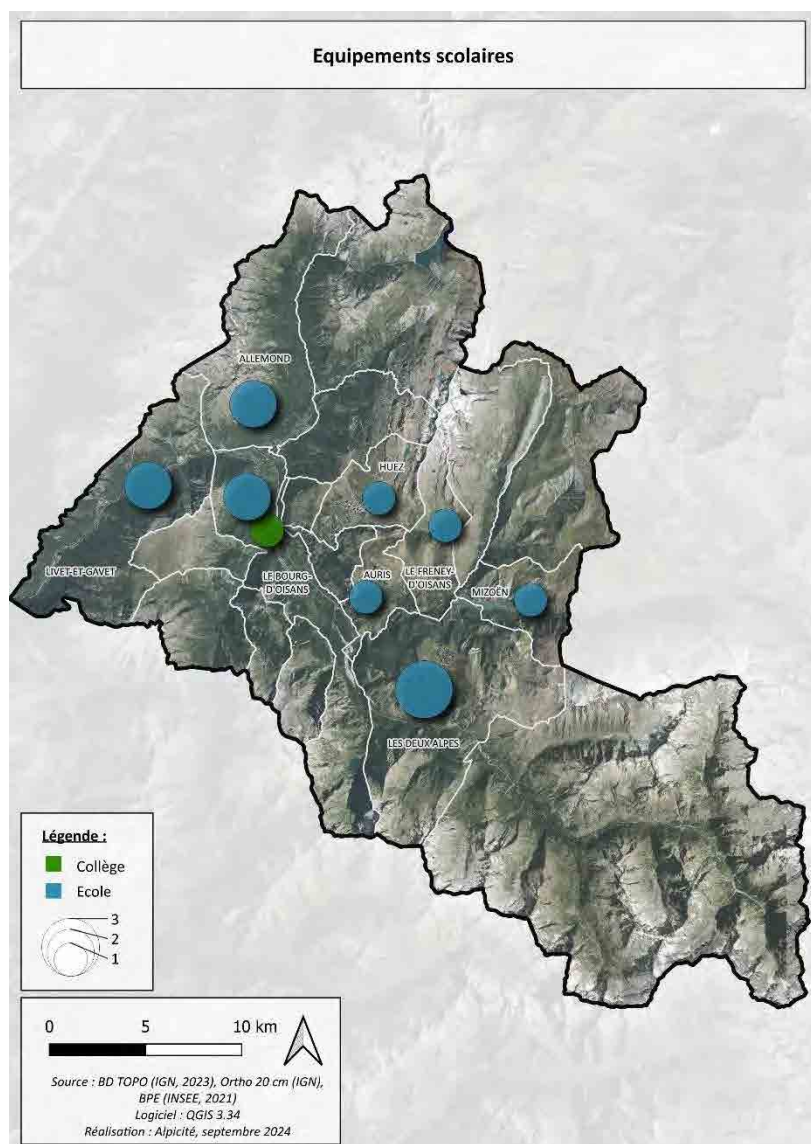 Equipements scolaires
ALLEMOND
HUEZ
LIVET-ET-GAVET
LE BOURG-
D'OISANS
AURIS
LE FRENEY-
D'OISANS
MIZOËN
LES DEUX ALPES
Légende :
Collège
Ecole
3
2
1
0 5 10 km
Source : BD TOPO (IGN, 2023), Ortho 20 cm (IGN),
BPE (INSEE, 2021)
Logiciel : QGIS 3.34
Réalisation : Alpicité, septembre 2024